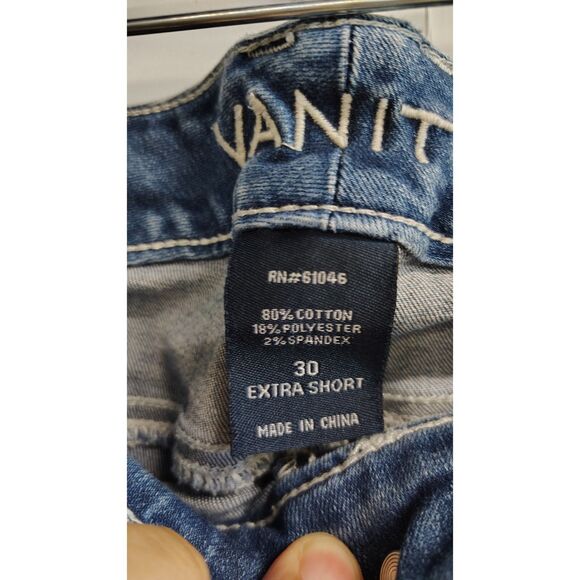 VANIT
RN#61046
80% COTTON
18% POLYESTER
2% SPANDEX
30
EXTRA SHORT
MADE IN CHINA